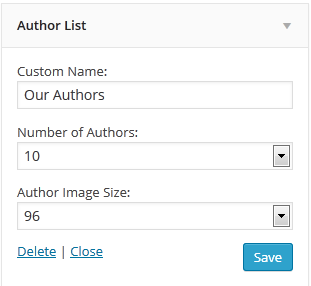 Author List
Custom Name:
Our Authors
Number of Authors:
10
Author Image Size:
96
Delete | Close Save